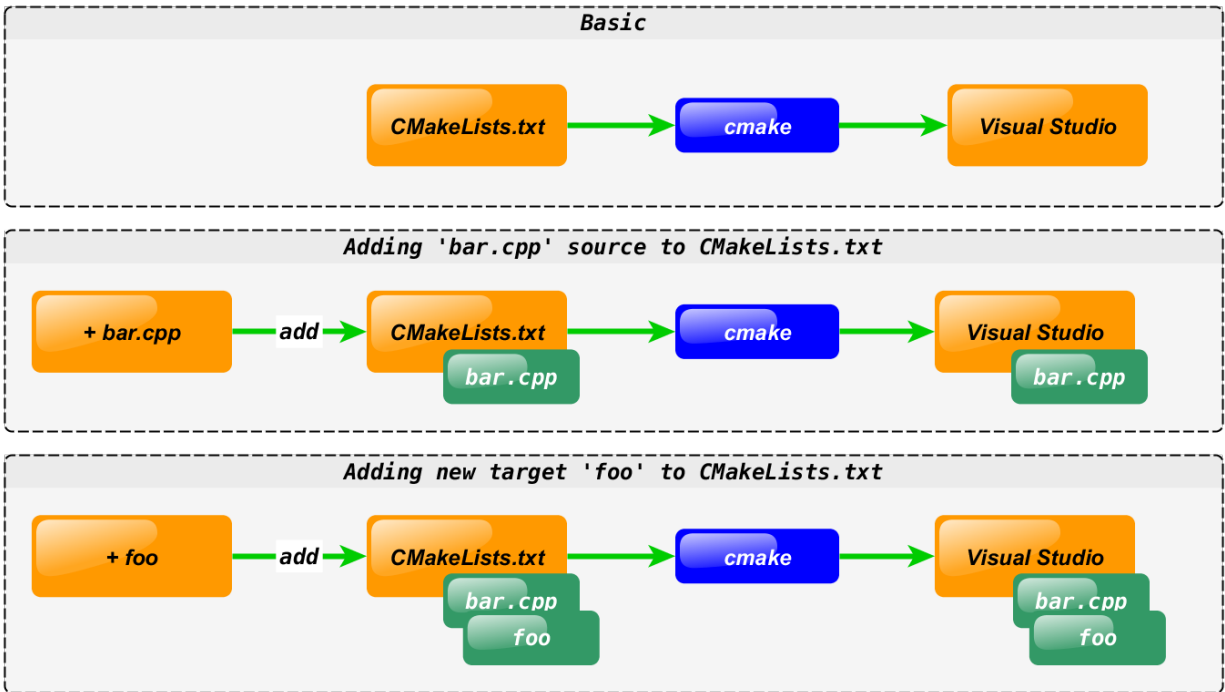 Basic
CMakeLists.txt
cmake
Visual Studio
Adding 'bar.cpp' source to CMakeLists.txt
+ bar.cpp
add
CMakeLists.txt
cmake
Visual Studio
bar.cpp
bar.cpp
Adding new target 'foo' to CMakeLists.txt
+ foo
add
CMakeLists.txt
cmake
Visual Studio
bar.cpp
bar.cpp
foo
foo